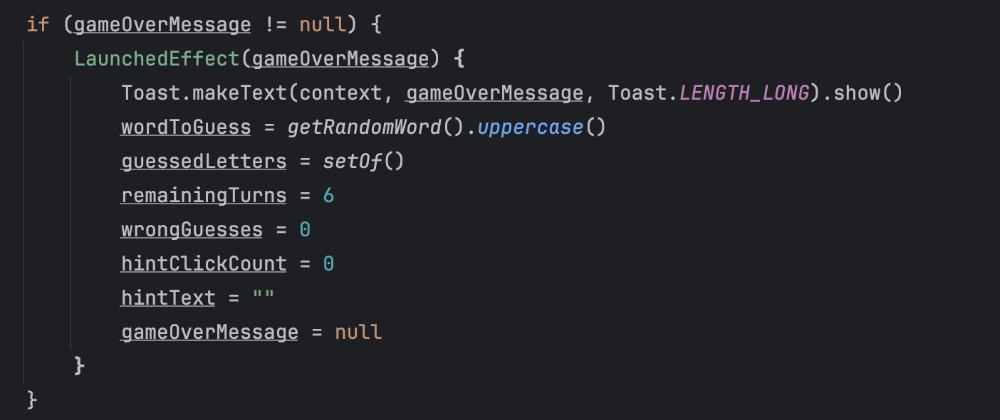 if (gameOverMessage != null) {
    LaunchedEffect(gameOverMessage) {
        Toast.makeText(context, gameOverMessage, Toast.LENGTH_LONG).show()
        wordToGuess = getRandomWord().uppercase()
        guessedLetters = setOf()
        remainingTurns = 6
        wrongGuesses = 0
        hintClickCount = 0
        hintText = ""
        gameOverMessage = null
    }
}